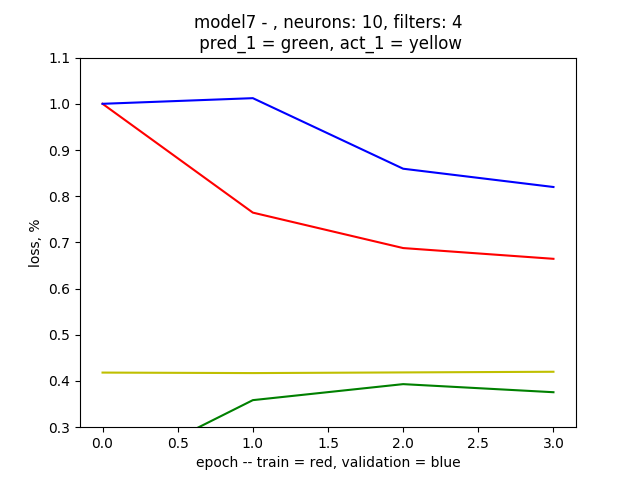 model7 - , neurons: 10, filters: 4
pred_1 = green, act_1 = yellow
1.1
1.0
0.9
0.8
0.7
0.6
0.5
0.4
0.3
loss, %
0.0 0.5 1.0 1.5 2.0 2.5 3.0
epoch -- train = red, validation = blue